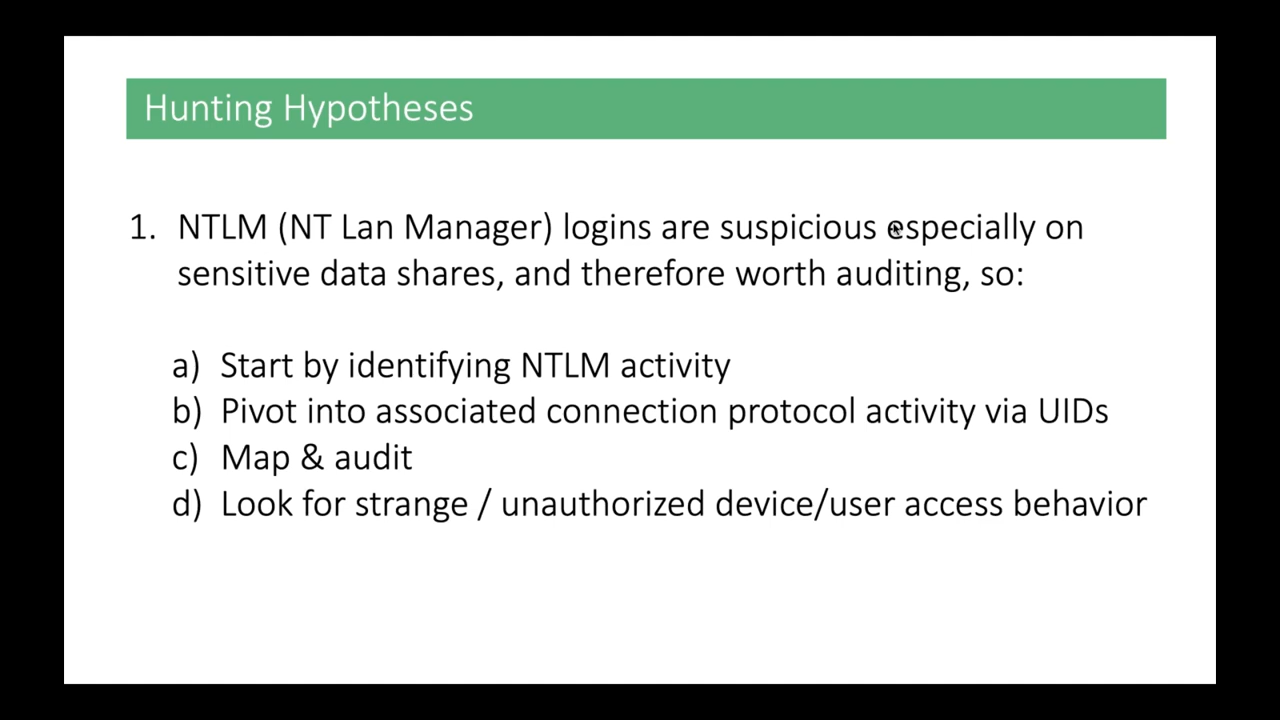 Hunting Hypotheses
1. NTLM (NT Lan Manager) logins are suspicious especially on
sensitive data shares, and therefore worth auditing, so:
a) Start by identifying NTLM activity
b) Pivot into associated connection protocol activity via UIDs
c) Map & audit
d) Look for strange / unauthorized device/user access behavior